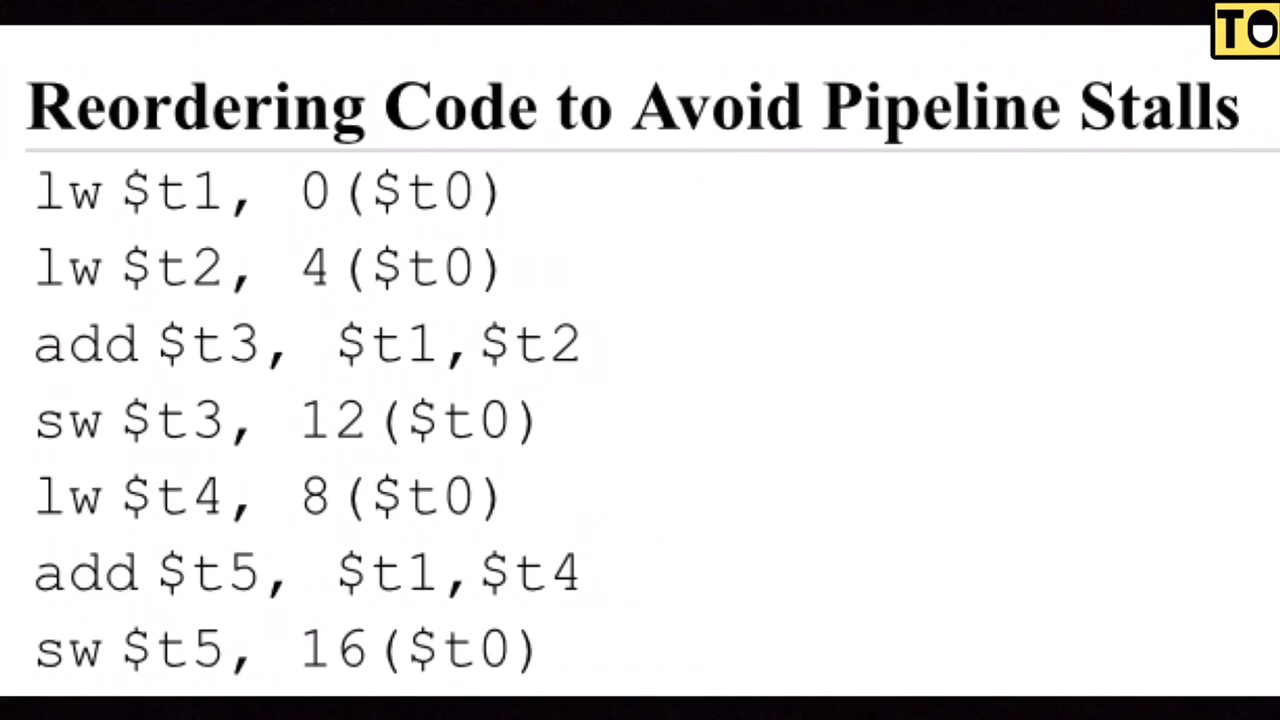 TO
Reordering Code to Avoid Pipeline Stalls
lw $t1, 0($t0)
lw $t2, 4($t0)
add $t3, $t1,$t2
sw $t3, 12($t0)
lw $t4, 8($t0)
add $t5, $t1,$t4
sw $t5, 16($t0)